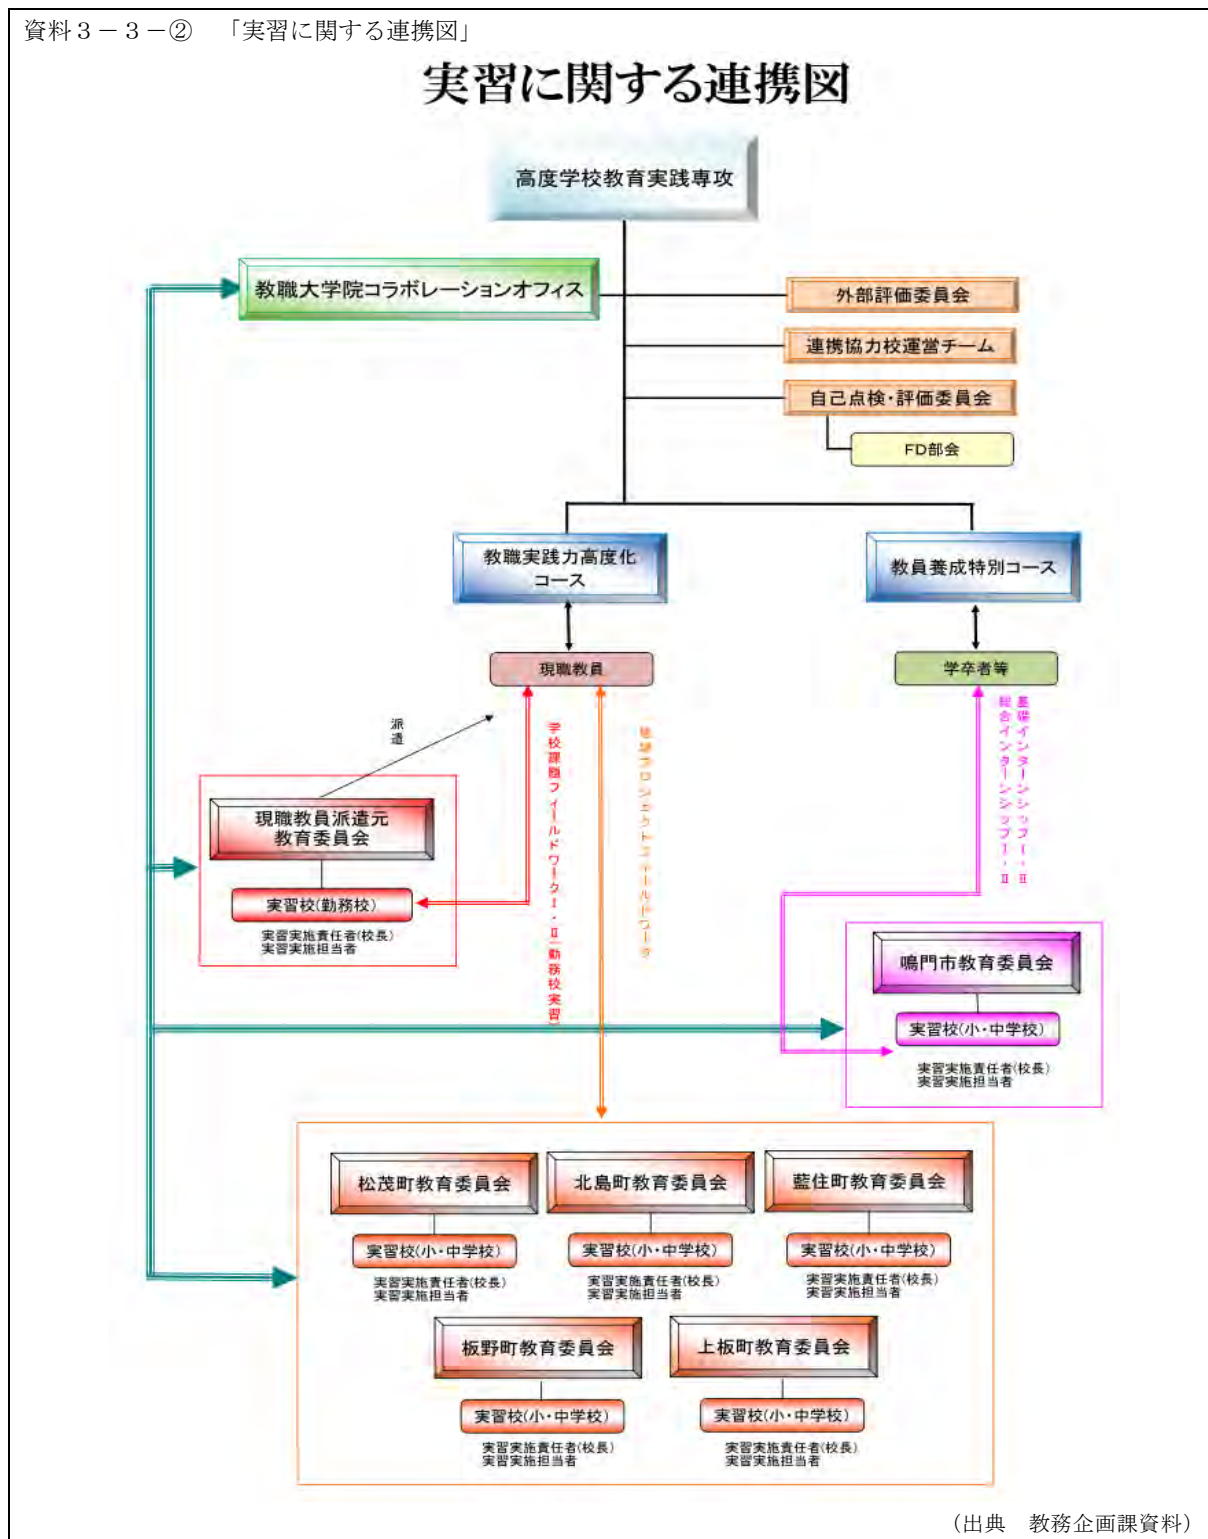 資料３－３－② 「実習に関する連携図」
実習に関する連携図
高度学校教育実践専攻
教職大学院コラボレーションオフィス
外部評価委員会
連携協力校運営チーム
自己点検・評価委員会
FD部会
教職実践力高度化
コース
教員養成特別コース
現職教員
学卒者等
派遣
学校課題フィールドワークⅠ・Ⅱ（勤務校実習）
プロジェクトフィールドワーク
基礎インターンシップⅠ・Ⅱ
総合インターンシップⅠ・Ⅱ
現職教員派遣元
教育委員会
実習校(勤務校)
実習実施責任者(校長)
実習実施担当者
鳴門市教育委員会
実習校(小・中学校)
実習実施責任者(校長)
実習実施担当者
松茂町教育委員会
実習校(小・中学校)
実習実施責任者(校長)
実習実施担当者
北島町教育委員会
実習校(小・中学校)
実習実施責任者(校長)
実習実施担当者
藍住町教育委員会
実習校(小・中学校)
実習実施責任者(校長)
実習実施担当者
板野町教育委員会
実習校(小・中学校)
実習実施責任者(校長)
実習実施担当者
上板町教育委員会
実習校(小・中学校)
実習実施責任者(校長)
実習実施担当者
（出典　教務企画課資料）